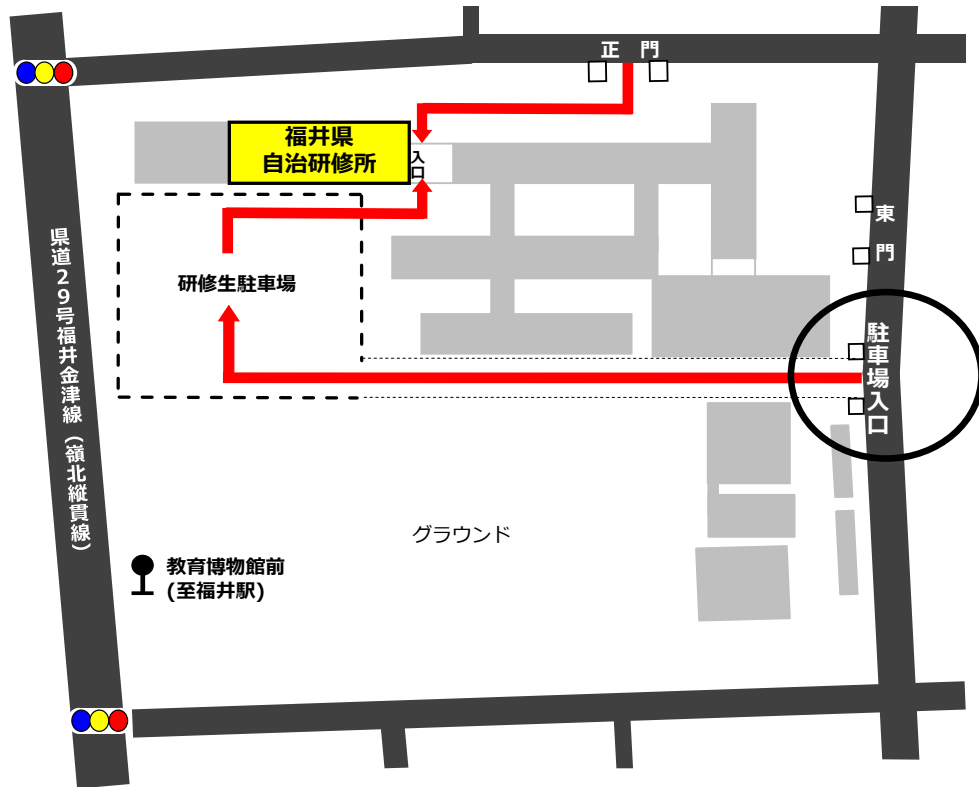 正門
福井県
自治研修所
入口
東門
県道29号福井金津線(嶺北縦貫線)
研修生駐車場
駐車場入口
グラウンド
教育博物館前
(至福井駅)